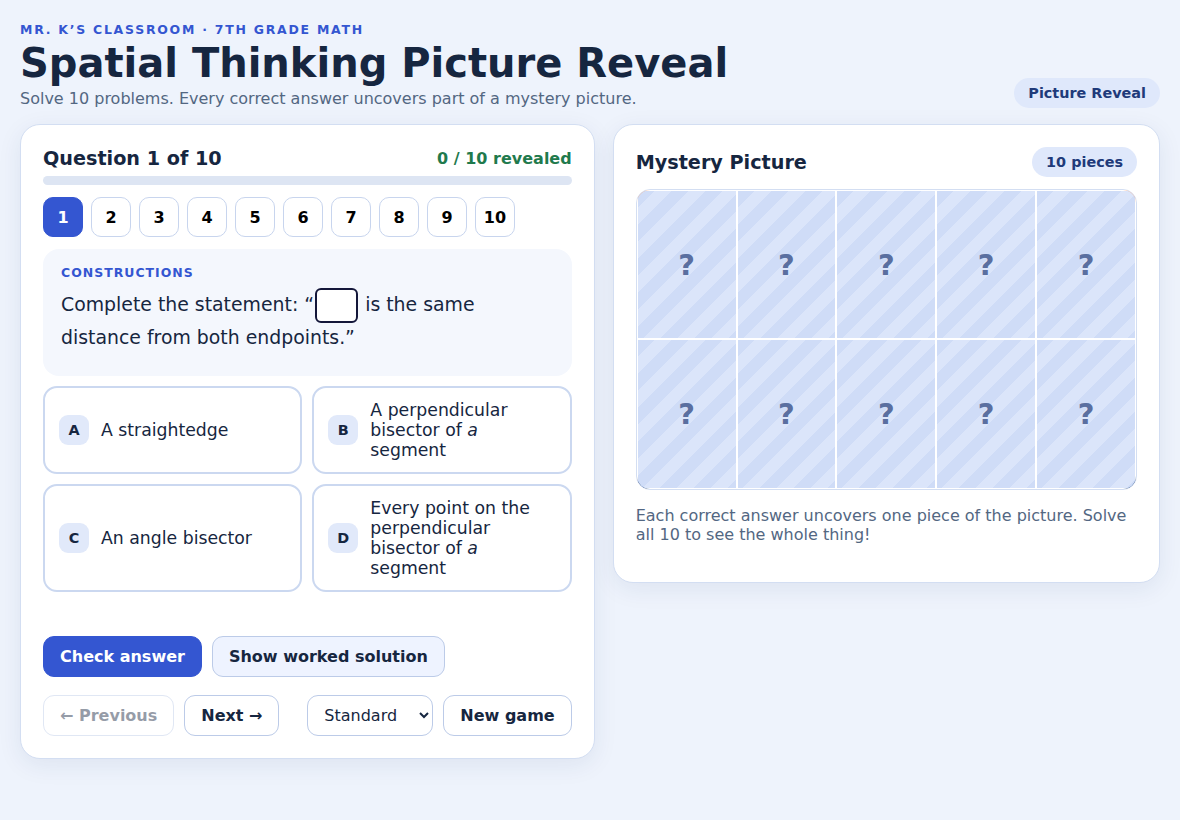 MR. K’S CLASSROOM · 7TH GRADE MATH
Spatial Thinking Picture Reveal
Solve 10 problems. Every correct answer uncovers part of a mystery picture.
Picture Reveal
Question 1 of 10
0 / 10 revealed
1 2 3 4 5 6 7 8 9 10
CONSTRUCTIONS
Complete the statement: “ is the same
distance from both endpoints.”
A A straightedge
B A perpendicular
bisector of a
segment
C An angle bisector
D Every point on the
perpendicular
bisector of a
segment
Check answer
Show worked solution
← Previous
Next →
Standard
New game
Mystery Picture
10 pieces
? ? ? ? ?
? ? ? ? ?
Each correct answer uncovers one piece of the picture. Solve
all 10 to see the whole thing!